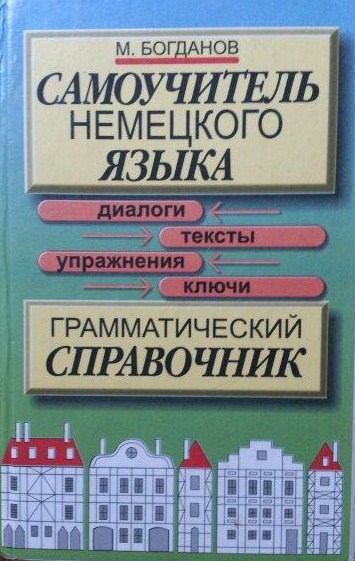 М. БОГДАНОВ
САМОУЧИТЕЛЬ
НЕМЕЦКОГО
ЯЗЫКА
диалоги
тексты
упражнения
ключи
ГРАММАТИЧЕСКИЙ
СПРАВОЧНИК